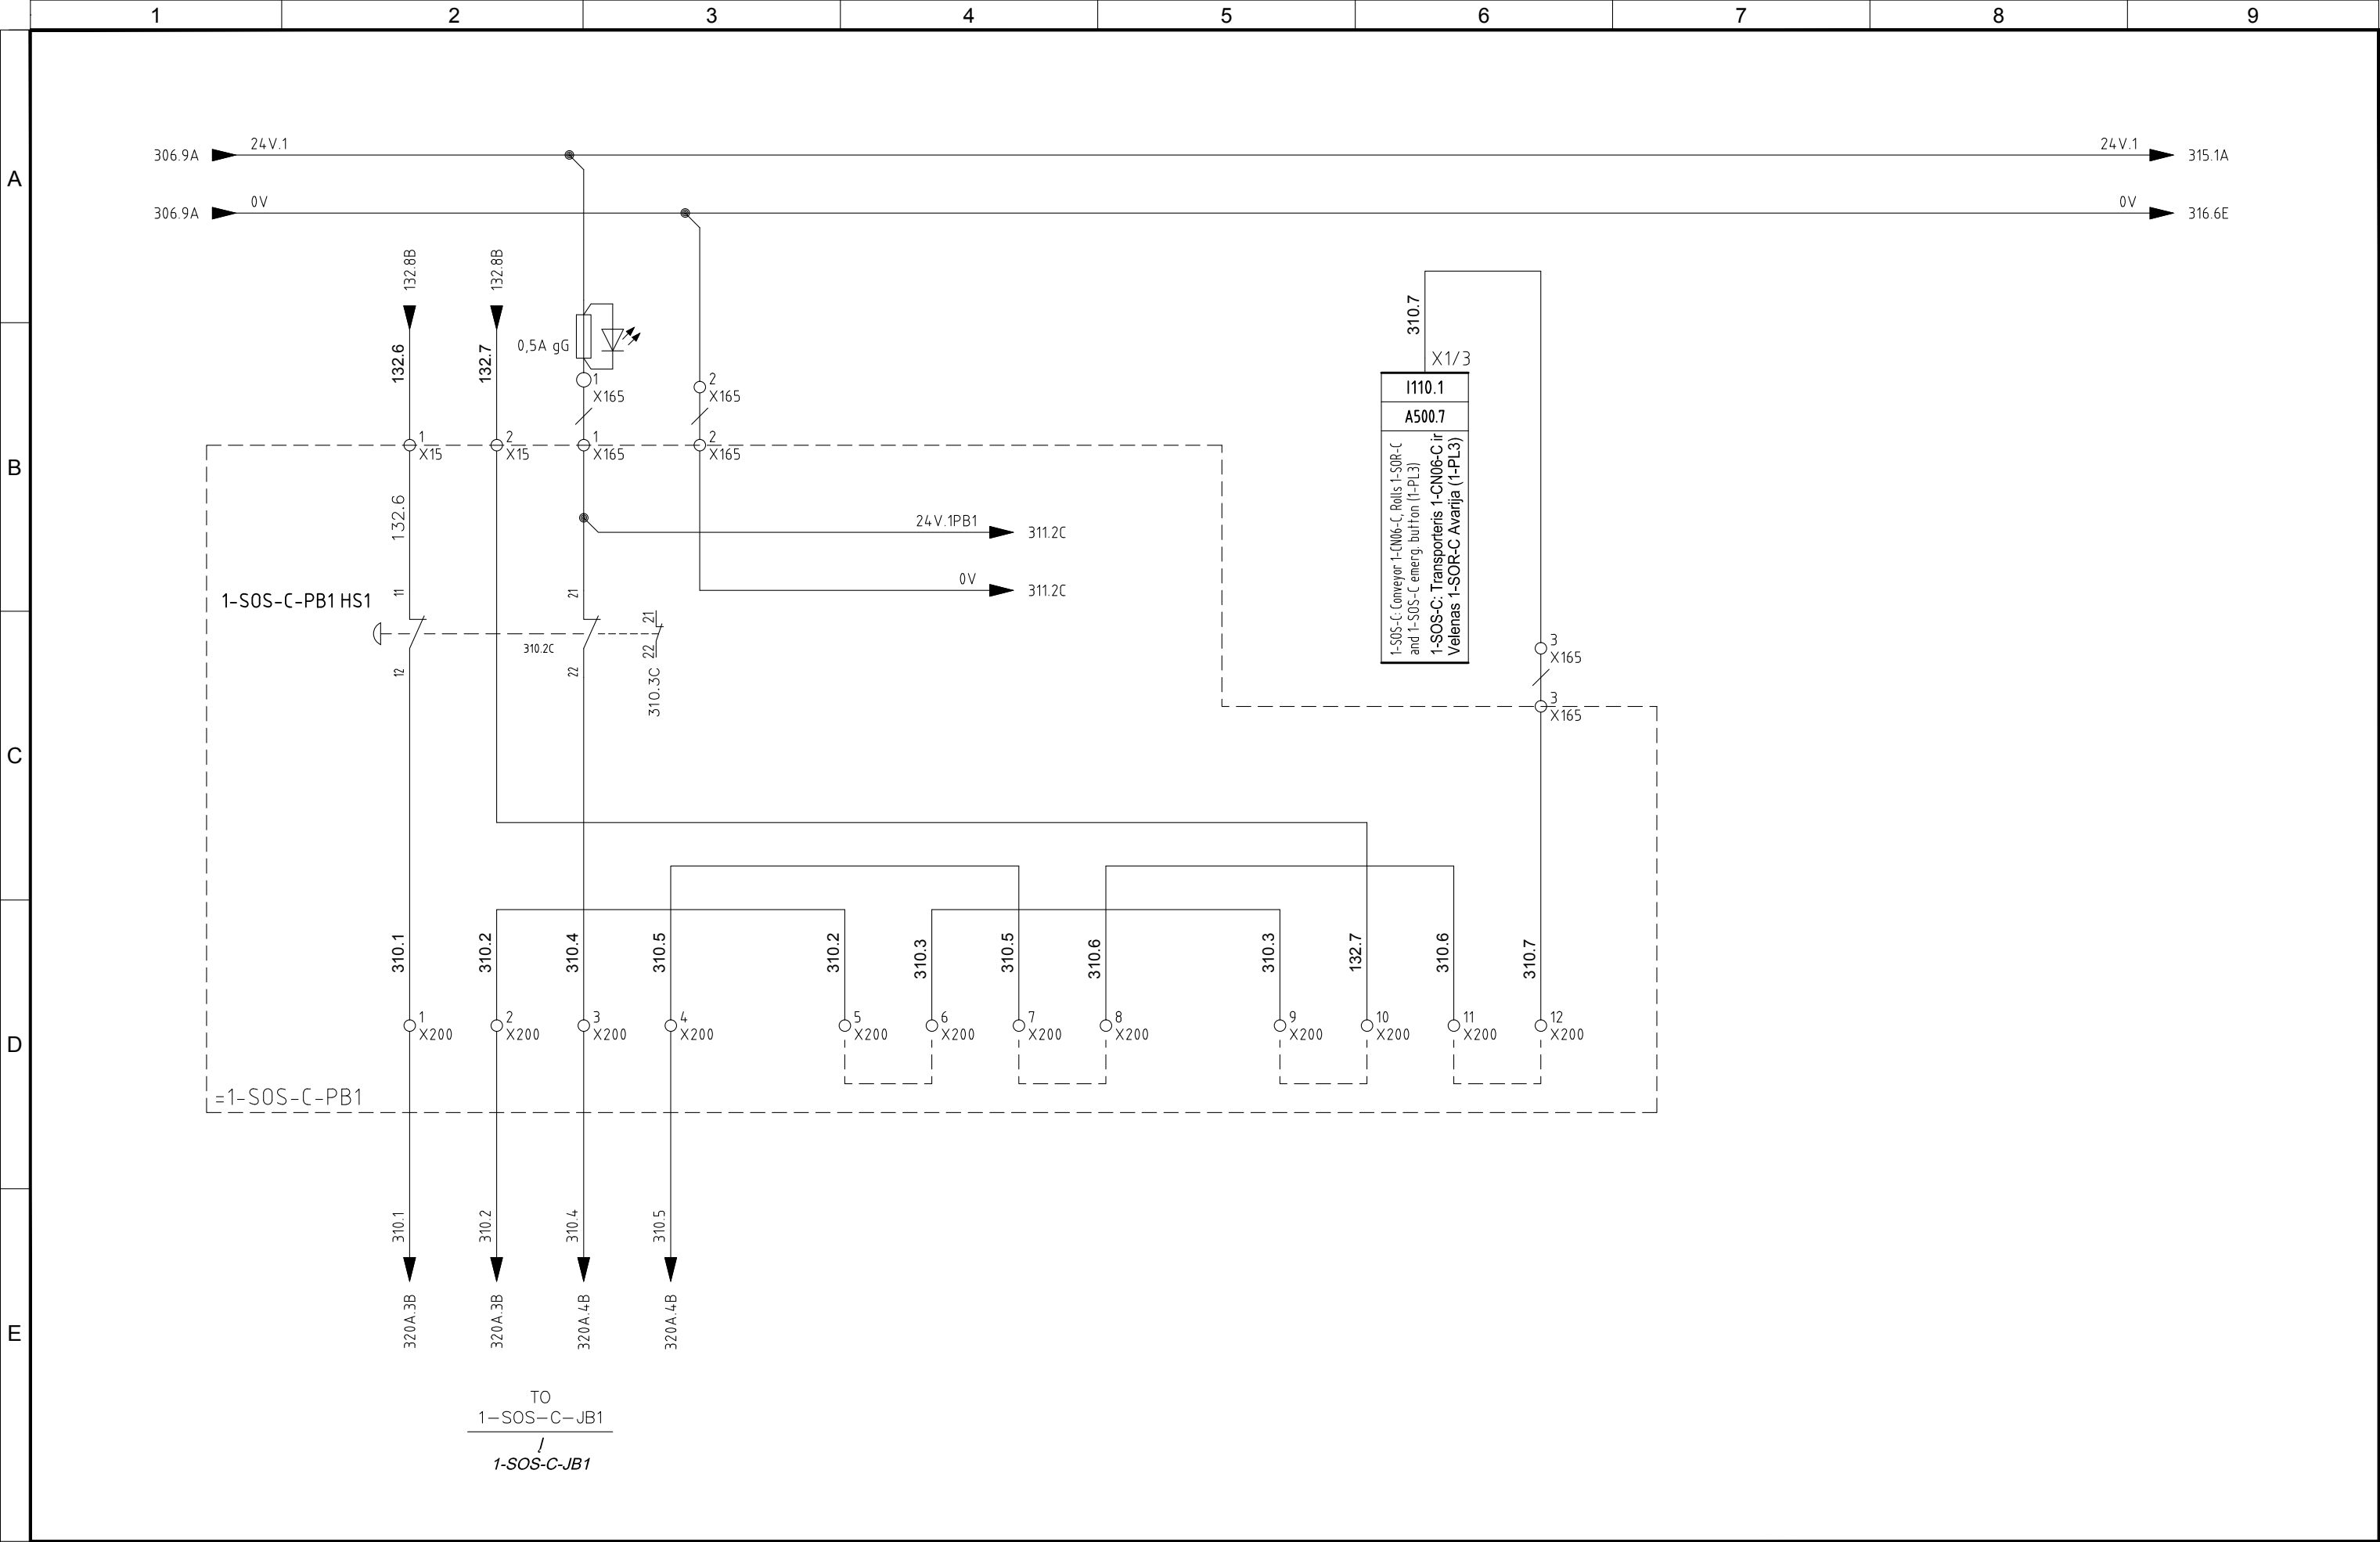 1 2 3 4 5 6 7 8 9
A
B
C
D
E
306.9A 24V.1 24V.1 315.1A
306.9A 0V 0V 316.6E
132.8B 132.8B
132.6 132.7
0,5A gG
1
X165
2
X165
1
X15
2
X15
1
X165
2
X165
132.6
24V.1PB1 311.2C
0V 311.2C
1-SOS-C-PB1 HS1
11
12
310.2C
21
22
21
22
310.3C
310.7
X1/3
I110.1
A500.7
1-SOS-C: Conveyor 1-CN06-C, Rolls 1-SOR-C
and 1-SOS-C emerg. button (1-PL3)
1-SOS-C: Transporteris 1-CN06-C ir
Velenas 1-SOR-C Avarija (1-PL3)
3
X165
3
X165
310.1 310.2 310.4 310.5 310.2 310.3 310.5 310.6 310.3 132.7 310.6 310.7
1 2 3 4 5 6 7 8 9 10 11 12
X200 X200 X200 X200 X200 X200 X200 X200 X200 X200 X200 X200
=1-SOS-C-PB1
310.1 310.2 310.4 310.5
320A.3B 320A.3B 320A.4B 320A.4B
TO
1-SOS-C-JB1
Į
1-SOS-C-JB1